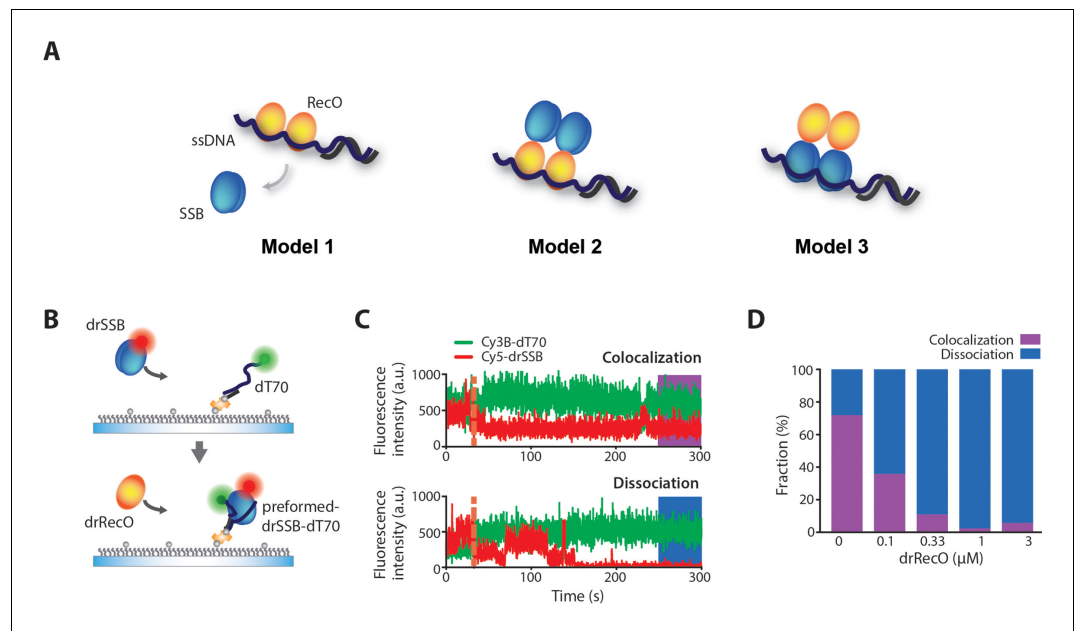 A
RecO
ssDNA
SSB
Model 1
Model 2
Model 3
B
drSSB
dT70
drRecO
preformed-
drSSB-dT70
C
Cy3B-dT70
Cy5-drSSB
Colocalization
Fluorescence
intensity (a.u.)
1000
500
0
0
100
200
300
Dissociation
Fluorescence
intensity (a.u.)
1000
500
0
0
100
200
300
Time (s)
D
Colocalization
Dissociation
Fraction (%)
100
80
60
40
20
0
0
0.1
0.33
1
3
drRecO (μM)